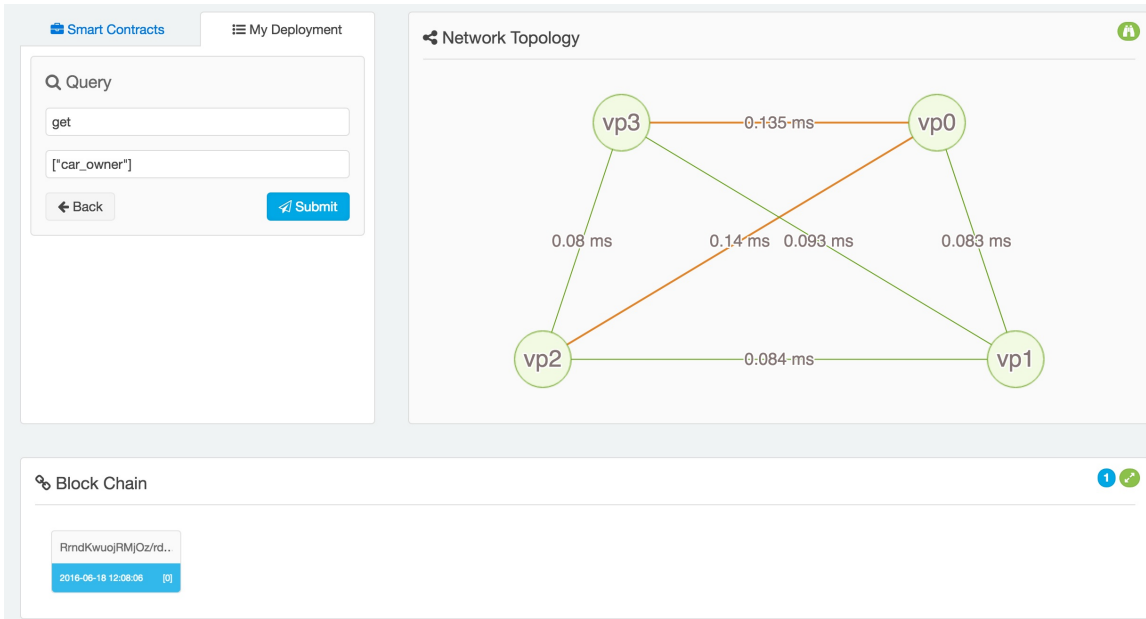 Smart Contracts
My Deployment
Query
get
["car_owner"]
Back
Submit
Network Topology
vp3
0.135 ms
vp0
0.08 ms
0.14 ms
0.093 ms
0.083 ms
vp2
0.084 ms
vp1
Block Chain
1
RrndKwuojRMjOz/rd..
2016-06-18 12:08:06 [0]